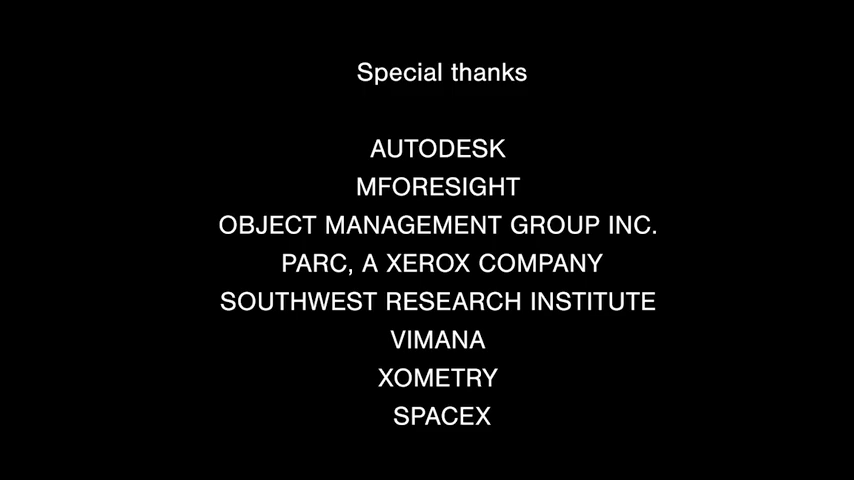 Special thanks
AUTODESK
MFORESIGHT
OBJECT MANAGEMENT GROUP INC.
PARC, A XEROX COMPANY
SOUTHWEST RESEARCH INSTITUTE
VIMANA
XOMETRY
SPACEX